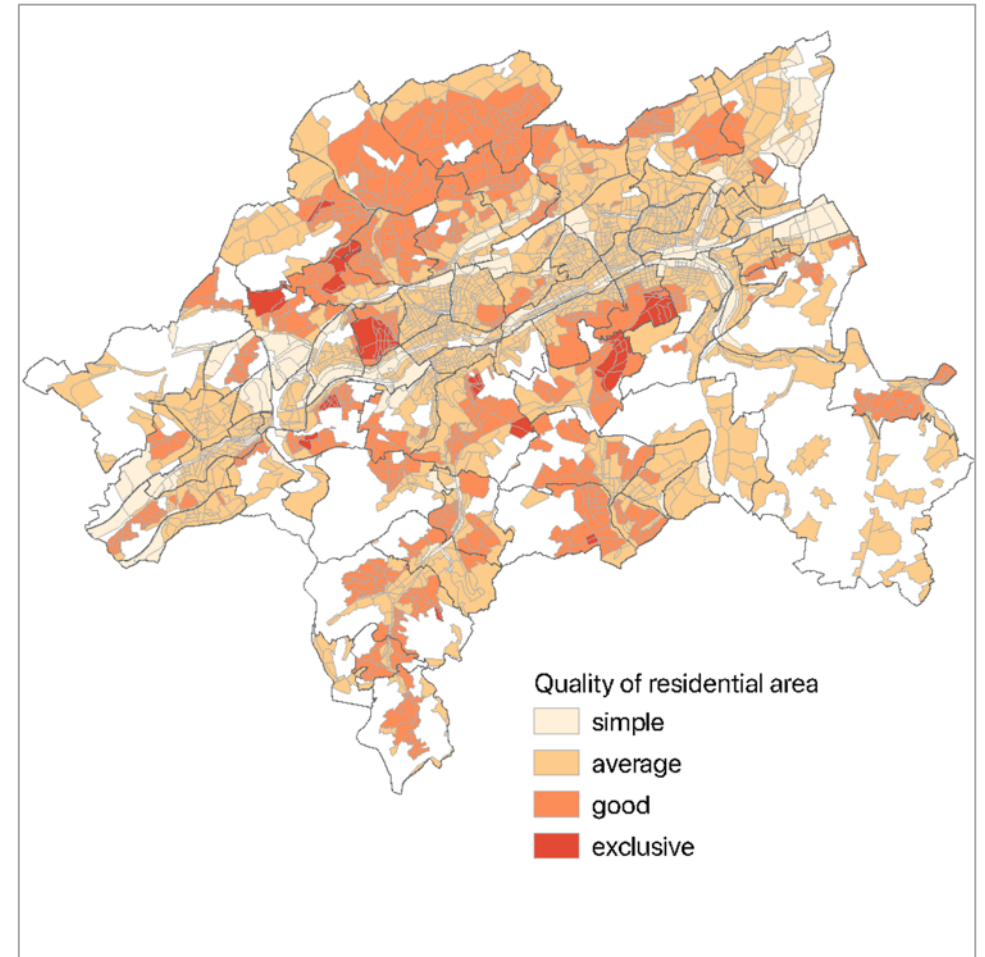 Quality of residential area
simple
average
good
exclusive